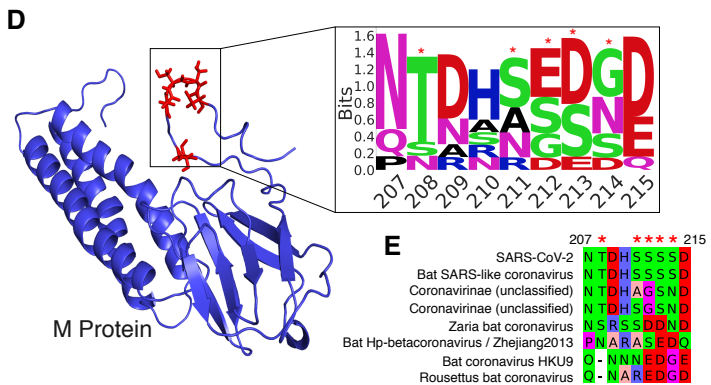 D
M Protein
Bits
1.6
1.4
1.2
1.0
0.8
0.6
0.4
0.2
0.0
* * * * *
N Q P
T S N
D N A R
H A S R N
S A N R
E S G D
D S E
G N S D
D E Q
207 208 209 210 211 212 213 214 215
E
207 * * * * * 215
SARS-CoV-2 N T D H S S S S D
Bat SARS-like coronavirus N T D H S S S S D
Coronavirinae (unclassified) N T D H A G S N D
Coronavirinae (unclassified) N T D H S G S N D
Zaria bat coronavirus N S R S S D D N D
Bat Hp-betacoronavirus / Zhejiang2013 P N A R A S E D Q
Bat coronavirus HKU9 Q - N N N E D G E
Rousettus bat coronavirus Q - N A R E D G D